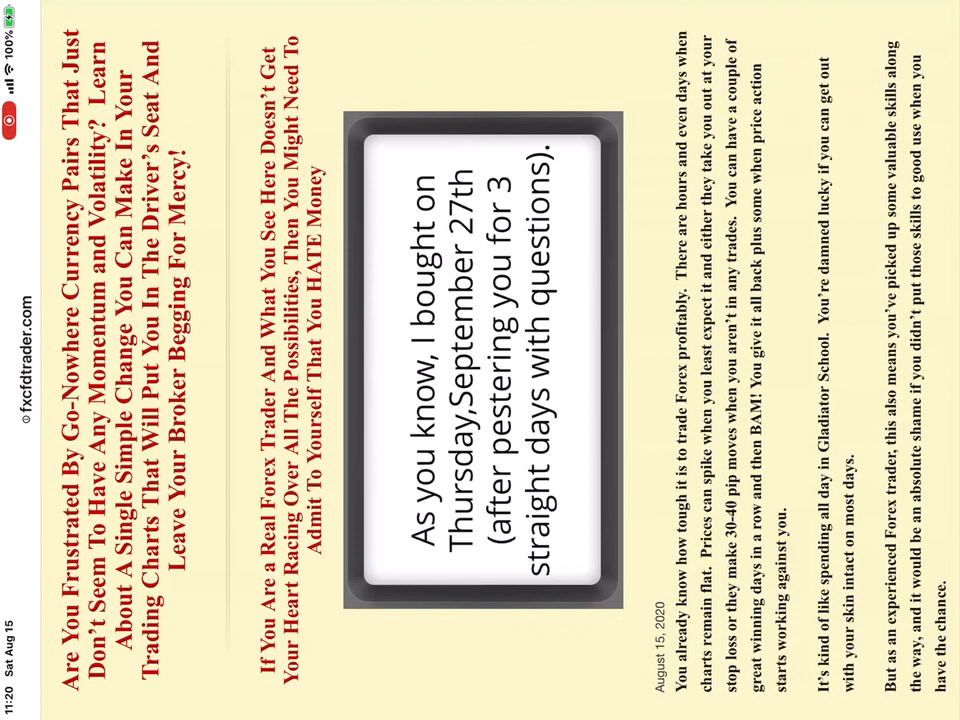 11:20 Sat Aug 15
fxcfdtrader.com
100%
Are You Frustrated By Go-Nowhere Currency Pairs That Just
Don't Seem To Have Any Momentum and Volatility? Learn
About A Single Simple Change You Can Make In Your
Trading Charts That Will Put You In The Driver's Seat And
Leave Your Broker Begging For Mercy!
If You Are a Real Forex Trader And What You See Here Doesn't Get
Your Heart Racing Over All The Possibilities, Then You Might Need To
Admit To Yourself That You HATE Money
As you know, I bought on
Thursday,September 27th
(after pestering you for 3
straight days with questions).
August 15, 2020
You already know how tough it is to trade Forex profitably. There are hours and even days when
charts remain flat. Prices can spike when you least expect it and either they take you out at your
stop loss or they make 30-40 pip moves when you aren't in any trades. You can have a couple of
great winning days in a row and then BAM! You give it all back plus some when price action
starts working against you.
It's kind of like spending all day in Gladiator School. You're damned lucky if you can get out
with your skin intact on most days.
But as an experienced Forex trader, this also means you've picked up some valuable skills along
the way, and it would be an absolute shame if you didn't put those skills to good use when you
have the chance.